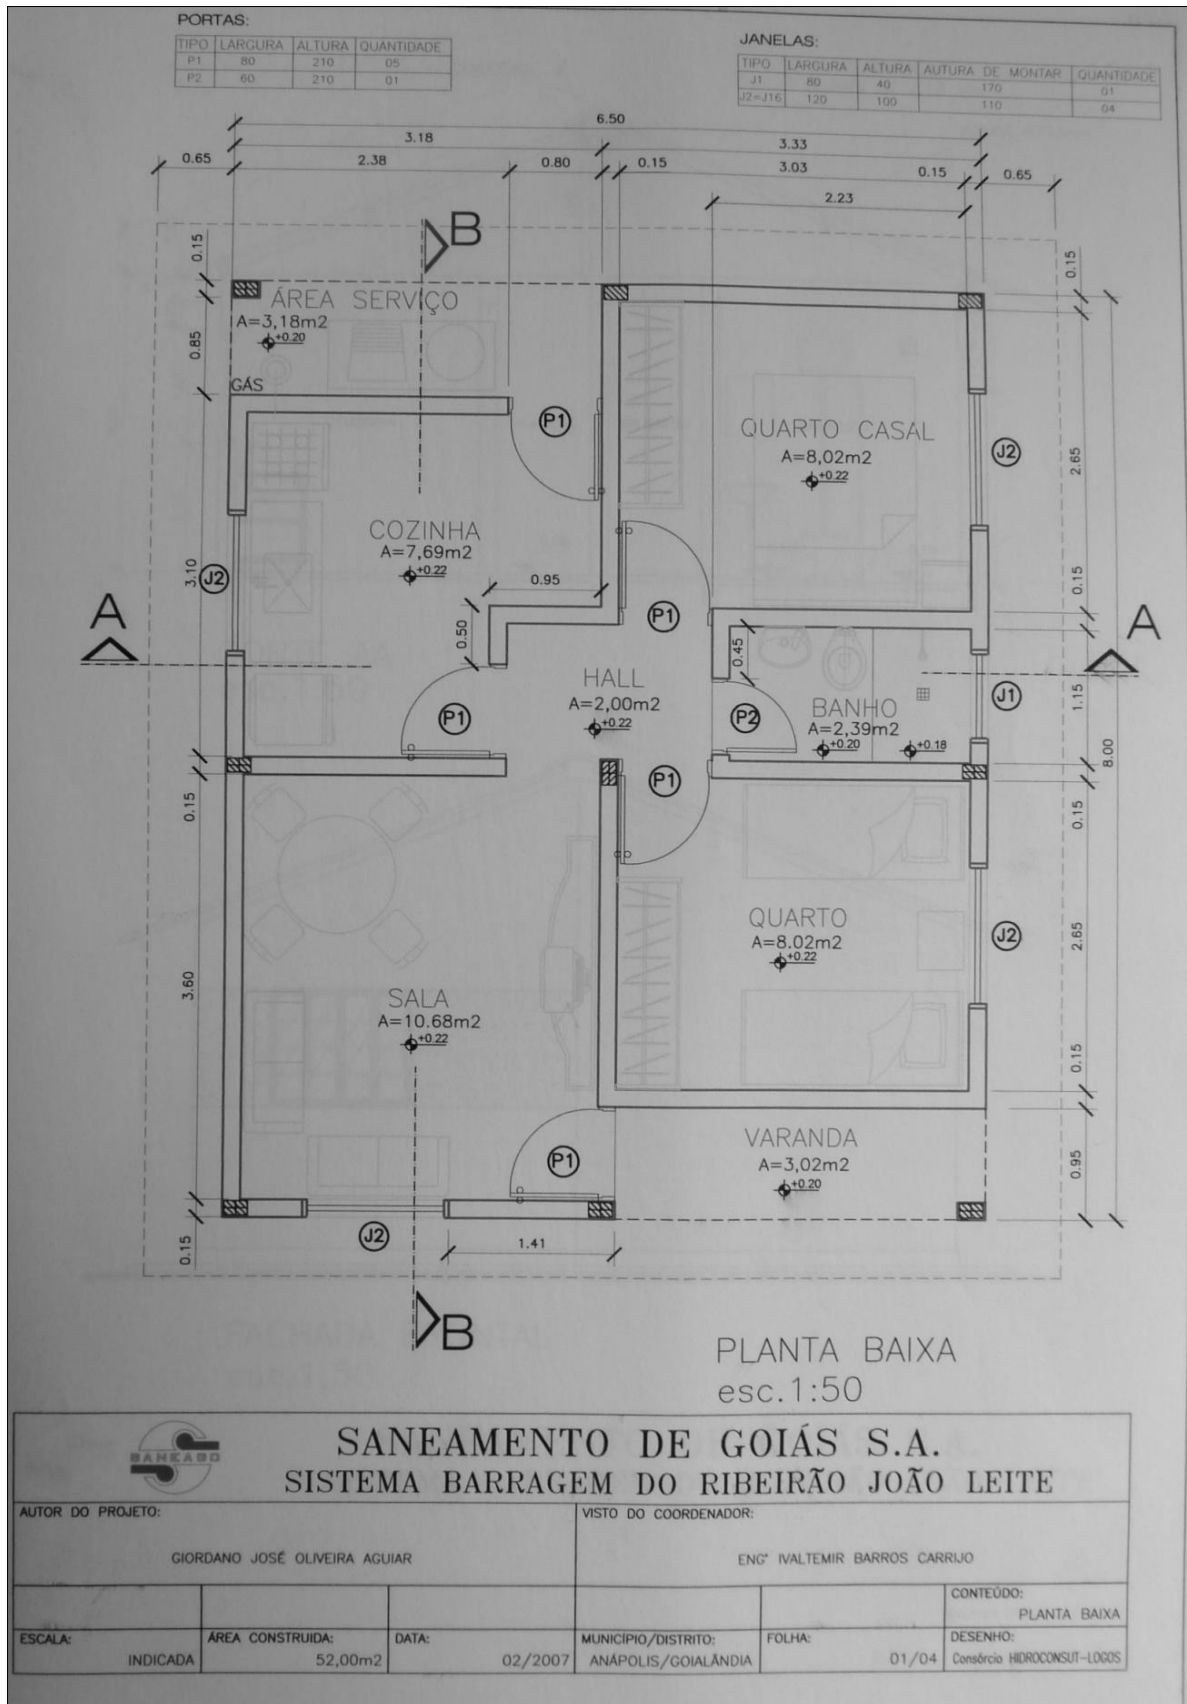 PORTAS:
TIPO LARGURA ALTURA QUANTIDADE
P1 80 210 05
P2 60 210 01
JANELAS:
TIPO LARGURA ALTURA AUTURA DE MONTAR QUANTIDADE
J1 80 40 170 01
J2=J16 120 100 110 04
6.50
3.18 3.33
0.65 2.38 0.80 0.15 3.03 0.15 0.65
2.23
B
0.15 0.15
ÁREA SERVIÇO
A=3,18m2
+0.20
0.85
GÁS
P1
QUARTO CASAL
A=8,02m2
+0.22
J2
2.65
COZINHA
A=7,69m2
+0.22
J2
3.10
0.95
0.15
A
P1
A
0.50
0.45
HALL
A=2,00m2
+0.22
P1
P2
BANHO
A=2,39m2
+0.20 +0.18
J1
1.15
8.00
P1
0.15 0.15
QUARTO
A=8.02m2
+0.22
J2
2.65
3.60
SALA
A=10.68m2
+0.22
0.15
VARANDA
A=3,02m2
+0.20
P1
0.95
J2
1.41
0.15
B
PLANTA BAIXA
esc.1:50
SANEAGO
SANEAMENTO DE GOIÁS S.A.
SISTEMA BARRAGEM DO RIBEIRÃO JOÃO LEITE
AUTOR DO PROJETO: VISTO DO COORDENADOR:
GIORDANO JOSÉ OLIVEIRA AGUIAR ENGº IVALTEMIR BARROS CARRIJO
CONTEÚDO:
PLANTA BAIXA
ESCALA: ÁREA CONSTRUIDA: DATA: MUNICÍPIO/DISTRITO: FOLHA: DESENHO:
INDICADA 52,00m2 02/2007 ANÁPOLIS/GOIALÂNDIA 01/04 Consórcio HIDROCONSUT-LOGOS